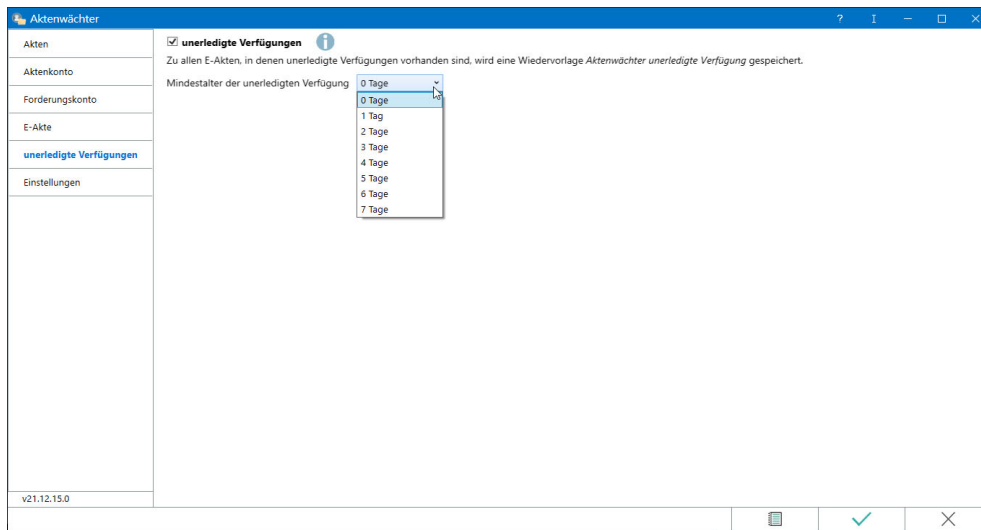 Aktenwächter
Akten
Aktenkonto
Forderungskonto
E-Akte
unerledigte Verfügungen
Einstellungen
v21.12.15.0
unerledigte Verfügungen
Zu allen E-Akten, in denen unerledigte Verfügungen vorhanden sind, wird eine Wiedervorlage Aktenwächter unerledigte Verfügung gespeichert.
Mindestalter der unerledigten Verfügung 0 Tage
0 Tage
1 Tag
2 Tage
3 Tage
4 Tage
5 Tage
6 Tage
7 Tage